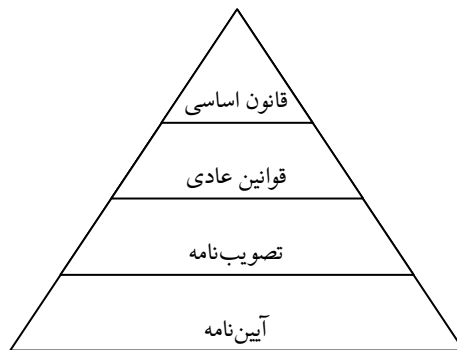 قانون اساسی
قوانین عادی
تصویب‌نامه
آیین‌نامه